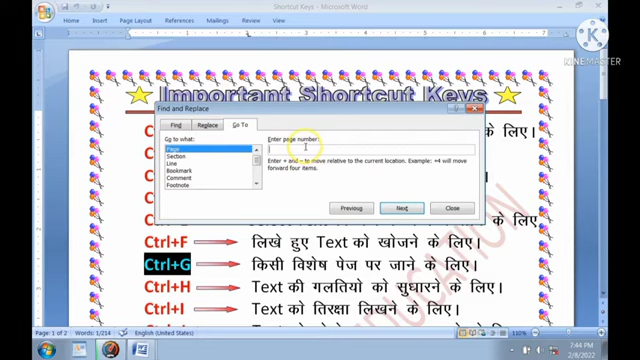 Shortcut Keys - Microsoft Word
Home Insert Page Layout References Mailings Review View
KINEMASTER
Important Shortcut Keys
Find and Replace
Find Replace Go To
Go to what:
Enter page number:
Page
Section
Line
Bookmark
Comment
Footnote
Enter + and – to move relative to the current location. Example: +4 will move
forward four items.
Previous Next Close
के लिए।
लिए।
Ctrl+F लिखे हुए Text को खोजने के लिए।
Ctrl+G किसी विशेष पेज पर जाने के लिए।
Ctrl+H Text की गलतियो को सुधारने के लिए।
Ctrl+I Text को तिरक्षा लिखने के लिए।
EDUCATION
Page: 1 of 2 Words: 1/214 English (United States) 110%
7:44 PM
2/8/2022